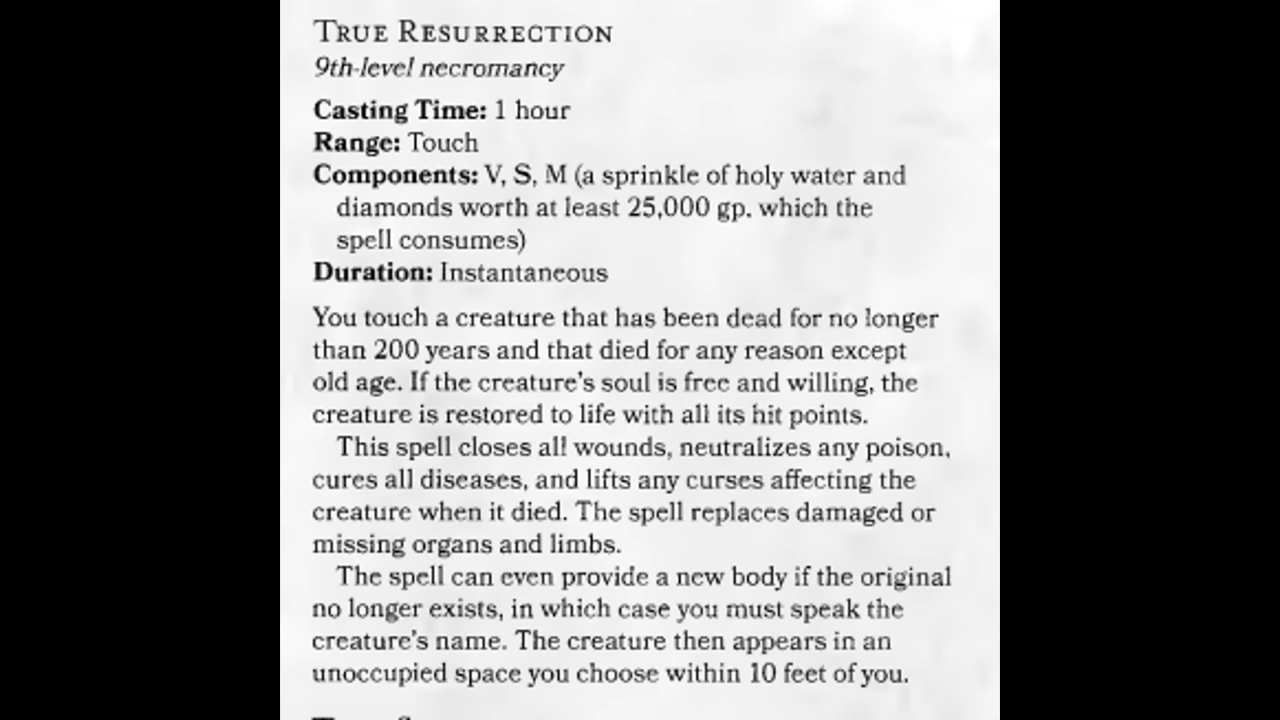 TRUE RESURRECTION
9th-level necromancy
Casting Time: 1 hour
Range: Touch
Components: V, S, M (a sprinkle of holy water and
diamonds worth at least 25,000 gp, which the
spell consumes)
Duration: Instantaneous
You touch a creature that has been dead for no longer
than 200 years and that died for any reason except
old age. If the creature's soul is free and willing, the
creature is restored to life with all its hit points.
This spell closes all wounds, neutralizes any poison,
cures all diseases, and lifts any curses affecting the
creature when it died. The spell replaces damaged or
missing organs and limbs.
The spell can even provide a new body if the original
no longer exists, in which case you must speak the
creature's name. The creature then appears in an
unoccupied space you choose within 10 feet of you.